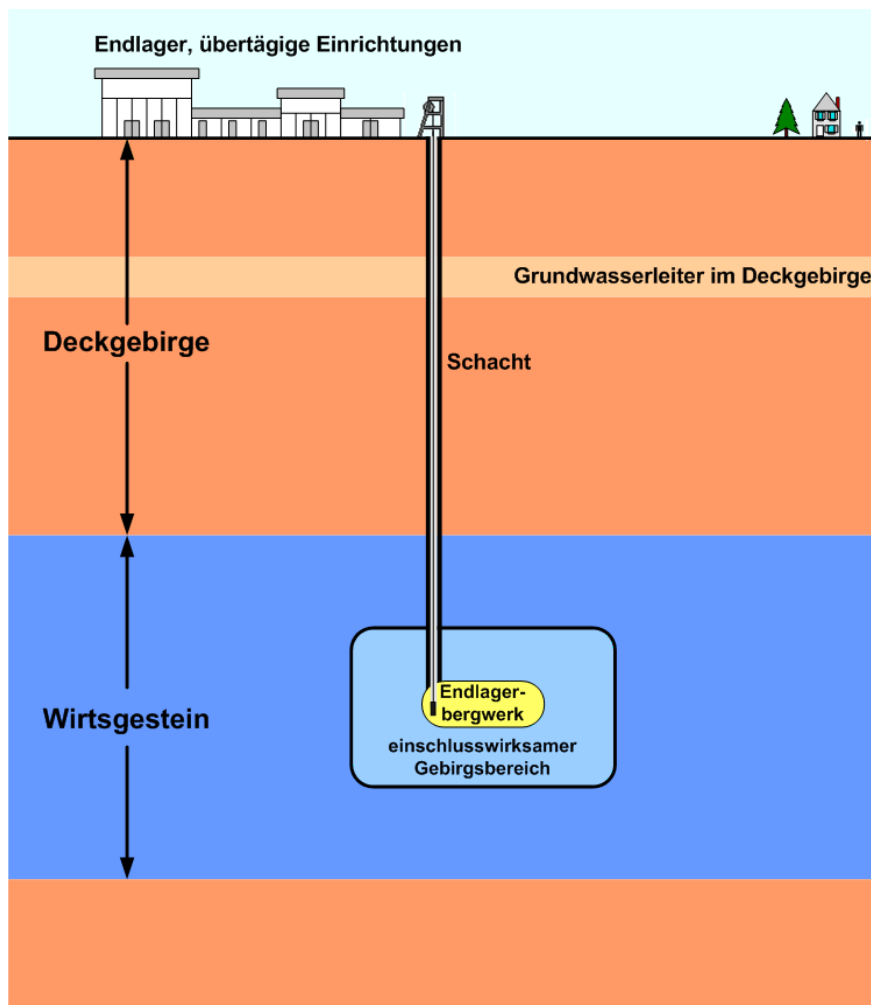 Endlager, übertägige Einrichtungen
Grundwasserleiter im Deckgebirge
Deckgebirge
Schacht
Endlager-
bergwerk
Wirtsgestein
einschlusswirksamer
Gebirgsbereich